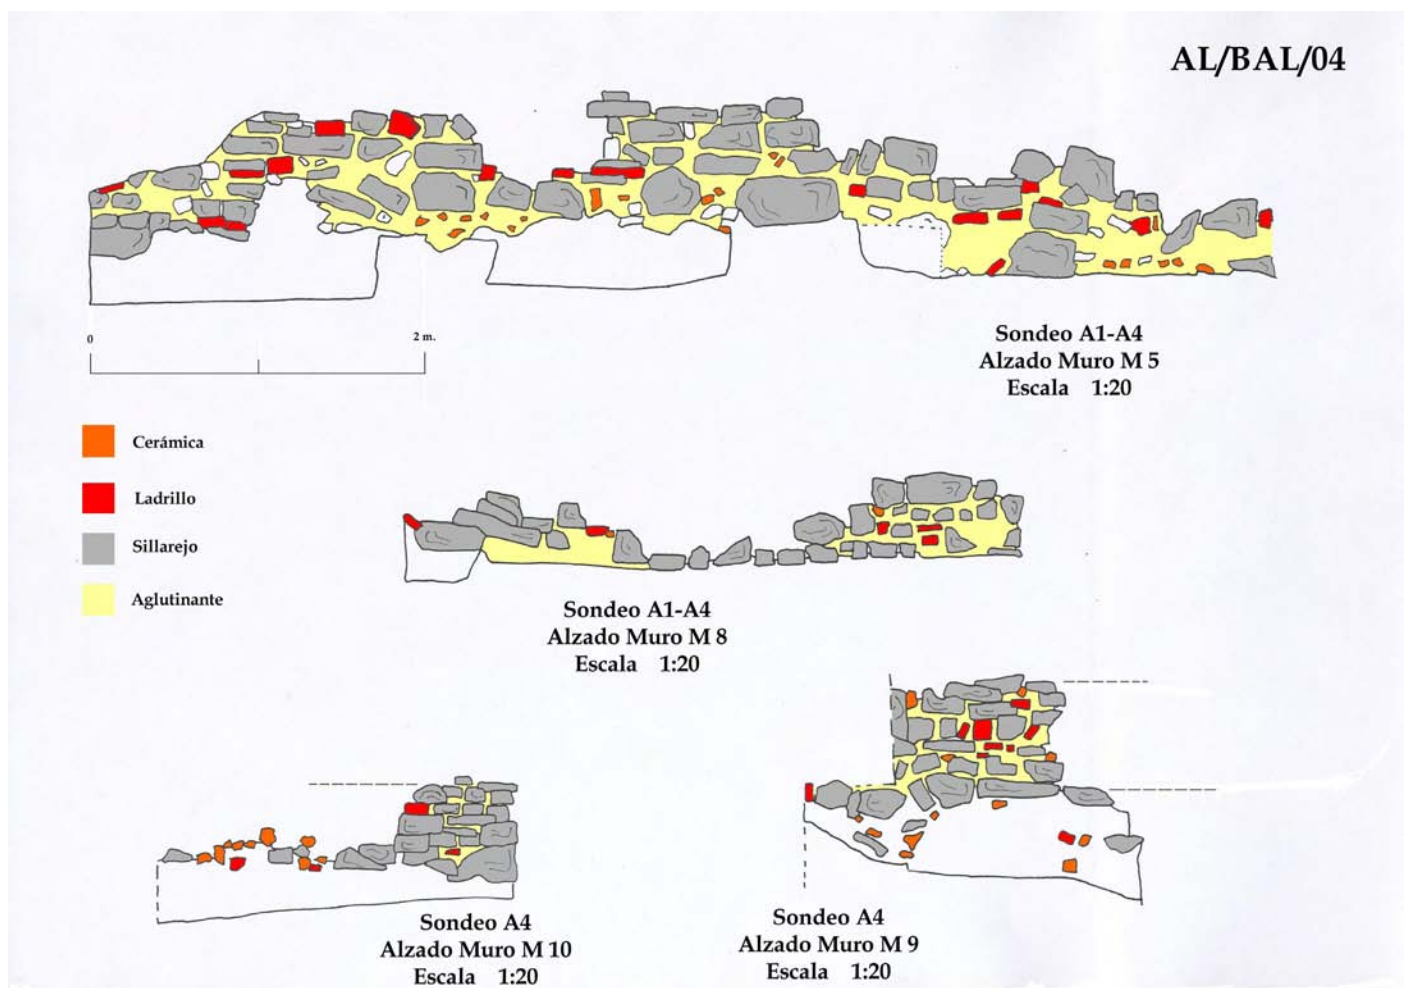 AL/BAL/04
0
2 m.
Sondeo A1-A4
Alzado Muro M 5
Escala 1:20
Cerámica
Ladrillo
Sillarejo
Aglutinante
Sondeo A1-A4
Alzado Muro M 8
Escala 1:20
Sondeo A4
Alzado Muro M 10
Escala 1:20
Sondeo A4
Alzado Muro M 9
Escala 1:20